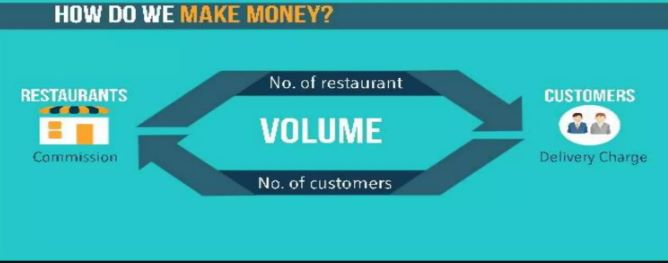 HOW DO WE MAKE MONEY?
No. of restaurant
RESTAURANTS
CUSTOMERS
VOLUME
Commission
Delivery Charge
No. of customers